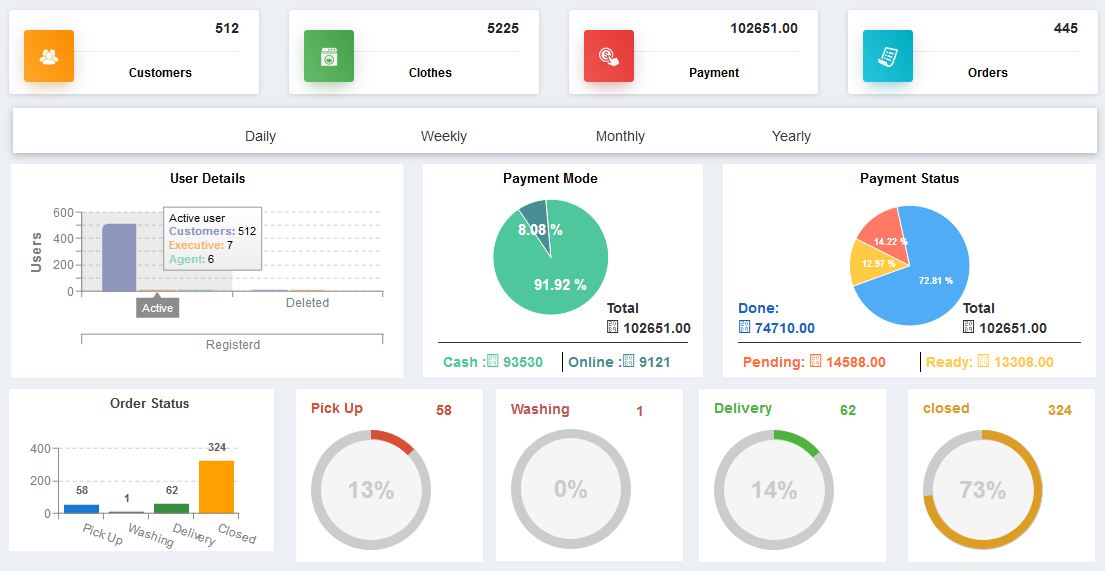 512
Customers
5225
Clothes
102651.00
Payment
445
Orders
Daily Weekly Monthly Yearly
User Details
Users
600
400
200
0
Active user
Customers: 512
Executive: 7
Agent: 6
Active
Deleted
Registerd
Payment Mode
8.08 %
91.92 %
Total
102651.00
Cash : 93530
Online : 9121
Payment Status
14.22 %
12.97 %
72.81 %
Done:
74710.00
Total
102651.00
Pending: 14588.00
Ready: 13308.00
Order Status
400
200
0
58
1
62
324
Pick Up
Washing
Delivery
Closed
Pick Up 58
13%
Washing 1
0%
Delivery 62
14%
closed 324
73%